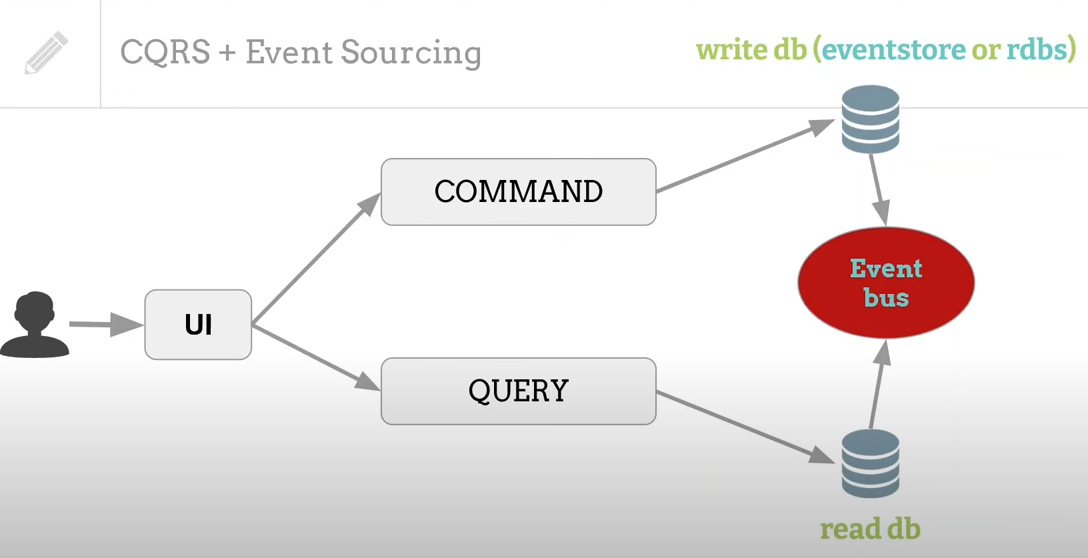 CQRS + Event Sourcing
write db (eventstore or rdbs)
COMMAND
UI
Event
bus
QUERY
read db